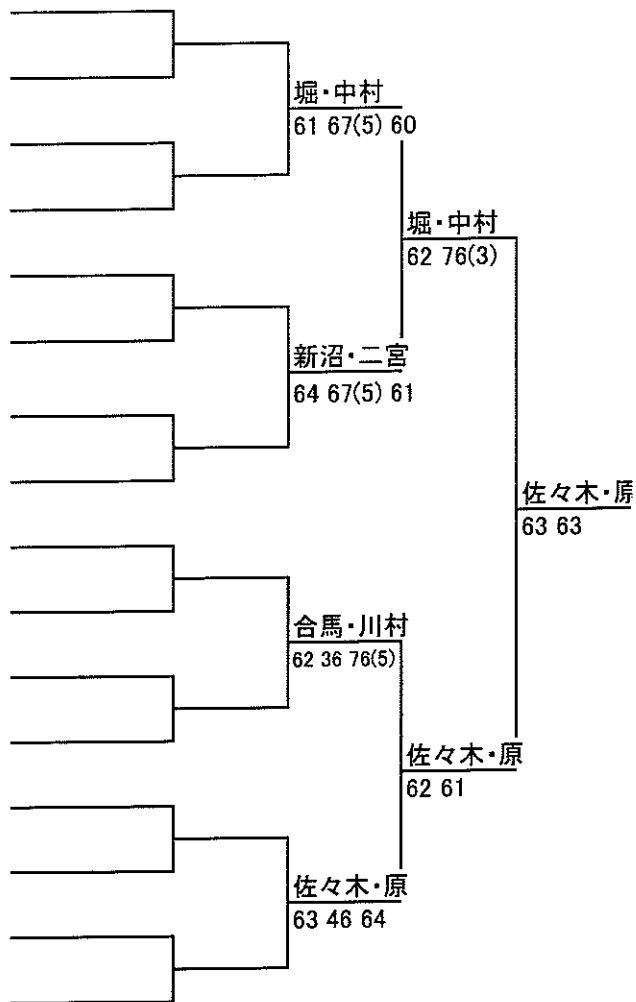 堀・中村
61 67(5) 60
堀・中村
62 76(3)
新沼・二宮
64 67(5) 61
佐々木・原
63 63
合馬・川村
62 36 76(5)
佐々木・原
62 61
佐々木・原
63 46 64